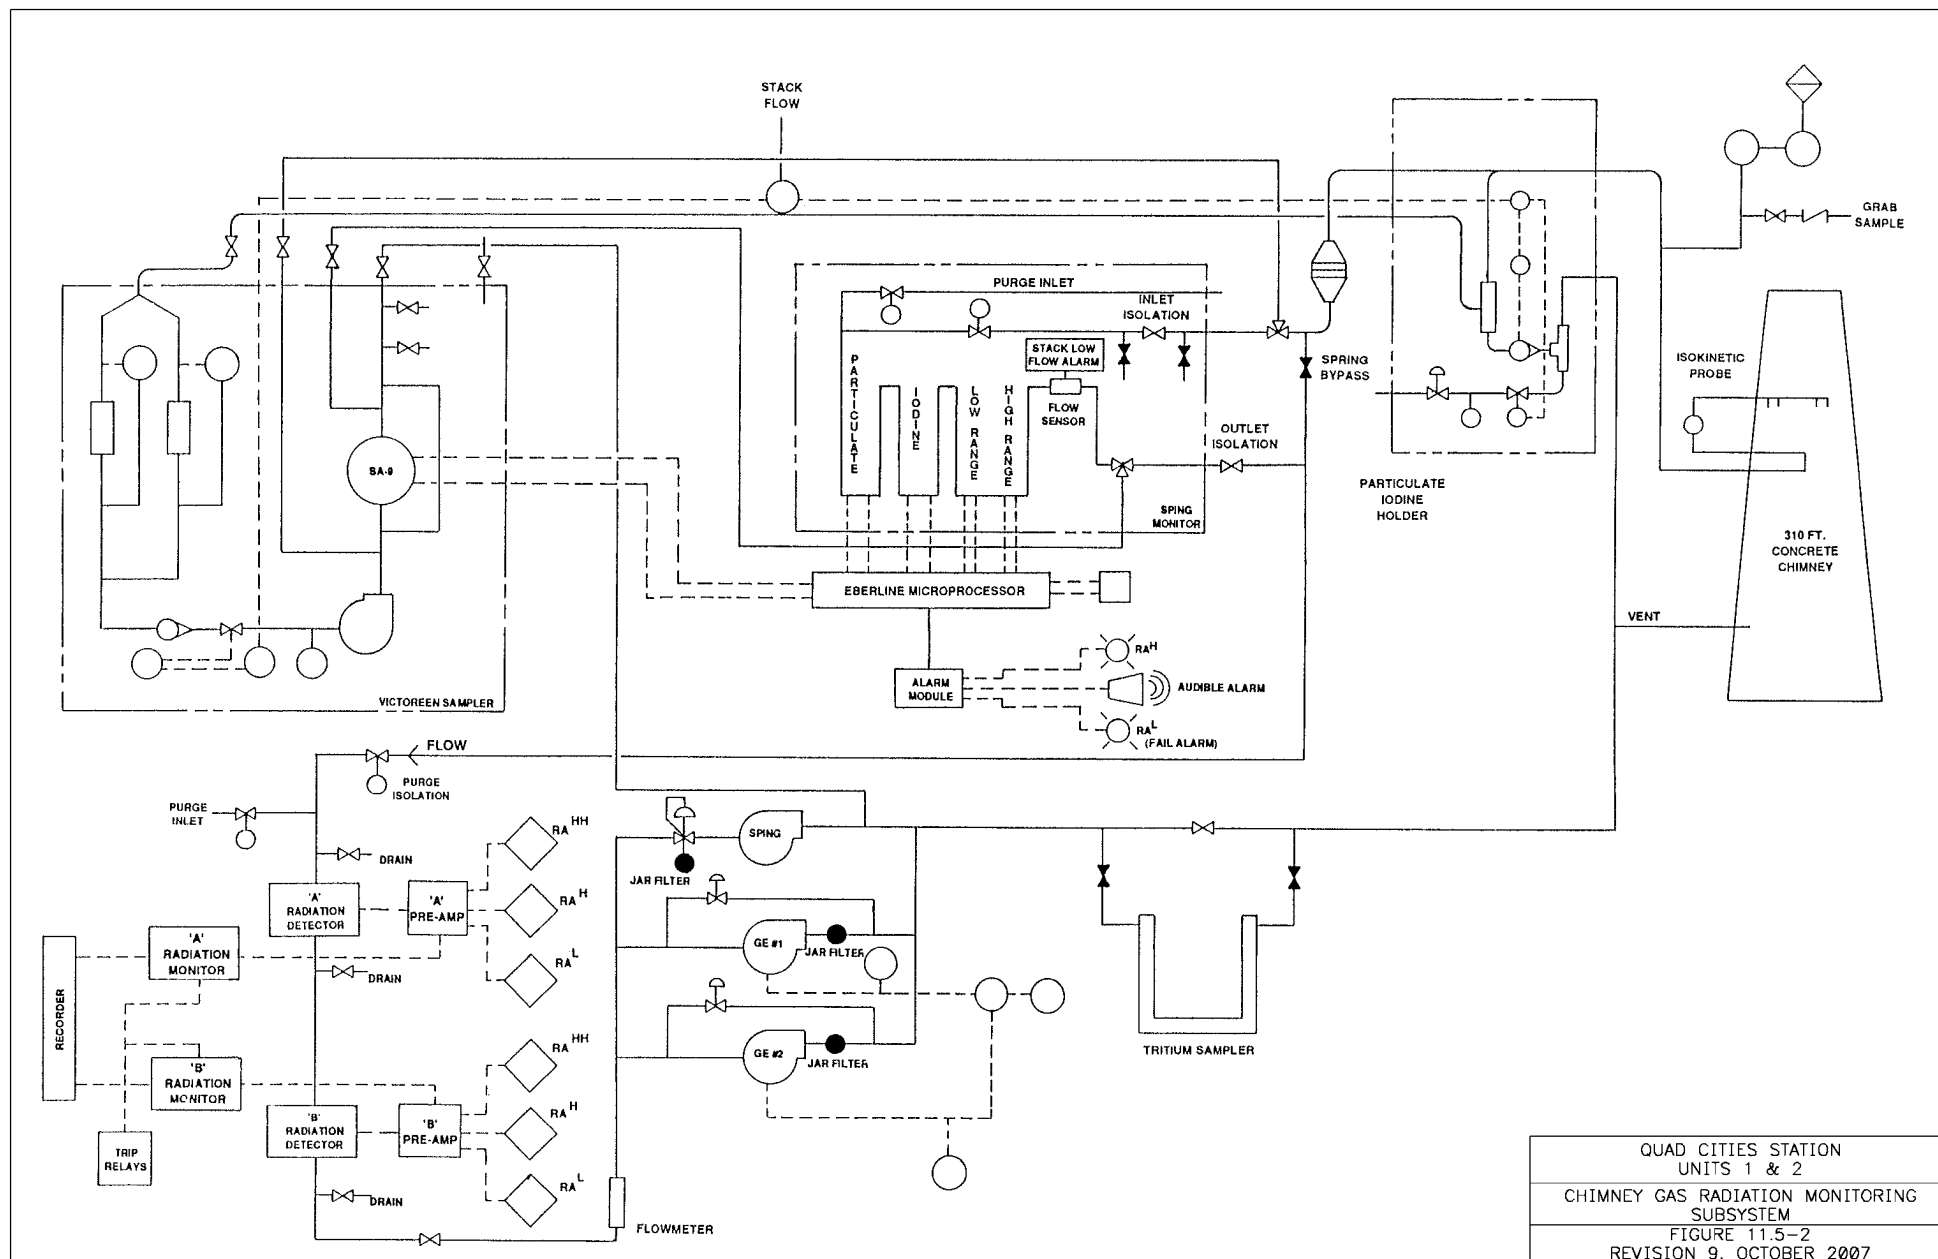 STACK
FLOW
GRAB
SAMPLE
PURGE INLET
INLET
ISOLATION
STACK LOW
FLOW ALARM
SPRING
BYPASS
ISOKINETIC
PROBE
PARTICULATE
IODINE
LOW RANGE
HIGH RANGE
FLOW
SENSOR
OUTLET
ISOLATION
SA-9
PARTICULATE
IODINE
HOLDER
SPING
MONITOR
310 FT.
CONCRETE
CHIMNEY
EBERLINE MICROPROCESSOR
VENT
RA H
ALARM
MODULE
AUDIBLE ALARM
VICTOREEN SAMPLER
RA L
(FAIL ALARM)
FLOW
PURGE
ISOLATION
PURGE
INLET
RA HH
SPING
DRAIN
JAR FILTER
'A'
RADIATION
DETECTOR
'A'
PRE-AMP
RA H
'A'
RADIATION
MONITOR
GE #1
JAR FILTER
RA L
DRAIN
RECORDER
RA HH
GE #2
JAR FILTER
TRITIUM SAMPLER
'B'
RADIATION
MONITOR
'B'
RADIATION
DETECTOR
'B'
PRE-AMP
RA H
TRIP
RELAYS
RA L
DRAIN
FLOWMETER
QUAD CITIES STATION
UNITS 1 & 2
CHIMNEY GAS RADIATION MONITORING
SUBSYSTEM
FIGURE 11.5-2
REVISION 9, OCTOBER 2007